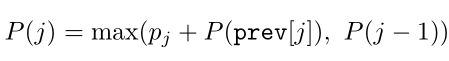 P(j) = max(p_j + P(prev[j]), P(j − 1))